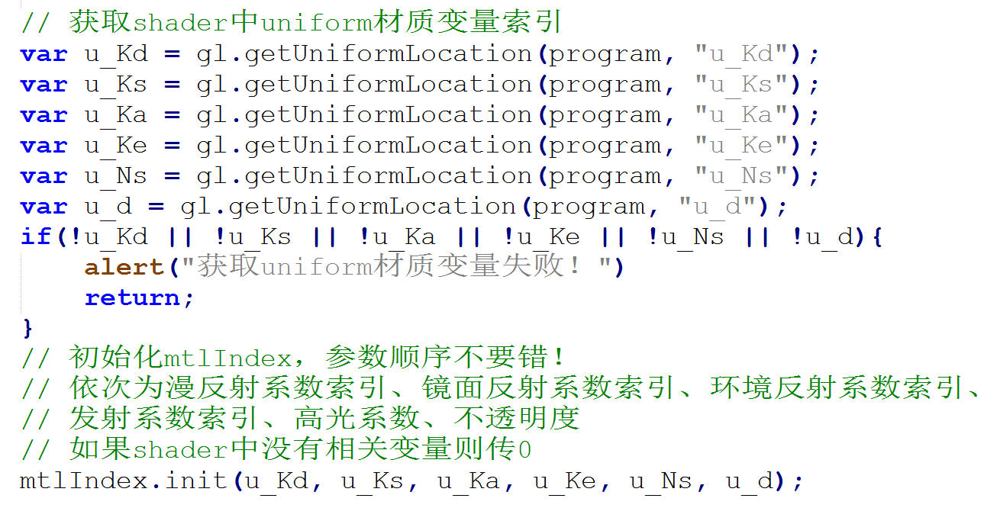 // 获取shader中uniform材质变量索引
var u_Kd = gl.getUniformLocation(program, "u_Kd");
var u_Ks = gl.getUniformLocation(program, "u_Ks");
var u_Ka = gl.getUniformLocation(program, "u_Ka");
var u_Ke = gl.getUniformLocation(program, "u_Ke");
var u_Ns = gl.getUniformLocation(program, "u_Ns");
var u_d = gl.getUniformLocation(program, "u_d");
if(!u_Kd || !u_Ks || !u_Ka || !u_Ke || !u_Ns || !u_d){
    alert("获取uniform材质变量失败！")
    return;
}
// 初始化mtlIndex，参数顺序不要错！
// 依次为漫反射系数索引、镜面反射系数索引、环境反射系数索引、
// 发射系数索引、高光系数、不透明度
// 如果shader中没有相关变量则传0
mtlIndex.init(u_Kd, u_Ks, u_Ka, u_Ke, u_Ns, u_d);